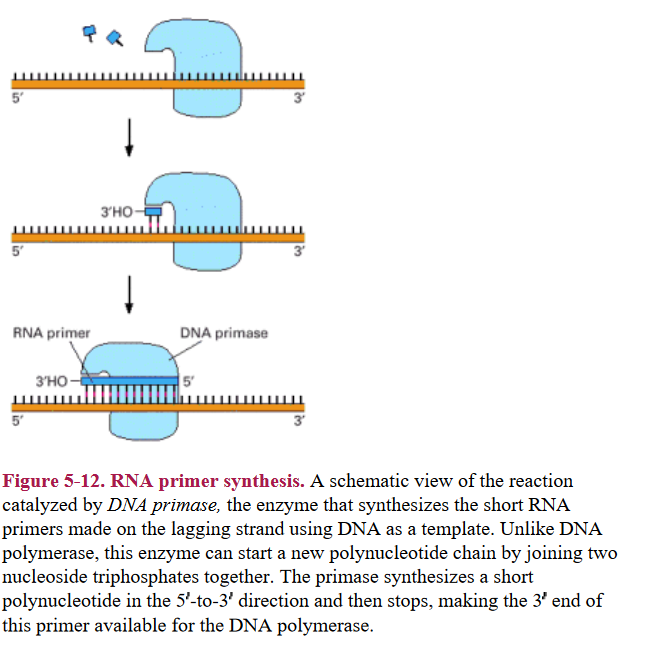 5′ 3′
3′HO
5′ 3′
RNA primer DNA primase
3′HO 5′
5′ 3′
Figure 5-12. RNA primer synthesis. A schematic view of the reaction
catalyzed by DNA primase, the enzyme that synthesizes the short RNA
primers made on the lagging strand using DNA as a template. Unlike DNA
polymerase, this enzyme can start a new polynucleotide chain by joining two
nucleoside triphosphates together. The primase synthesizes a short
polynucleotide in the 5′-to-3′ direction and then stops, making the 3′ end of
this primer available for the DNA polymerase.